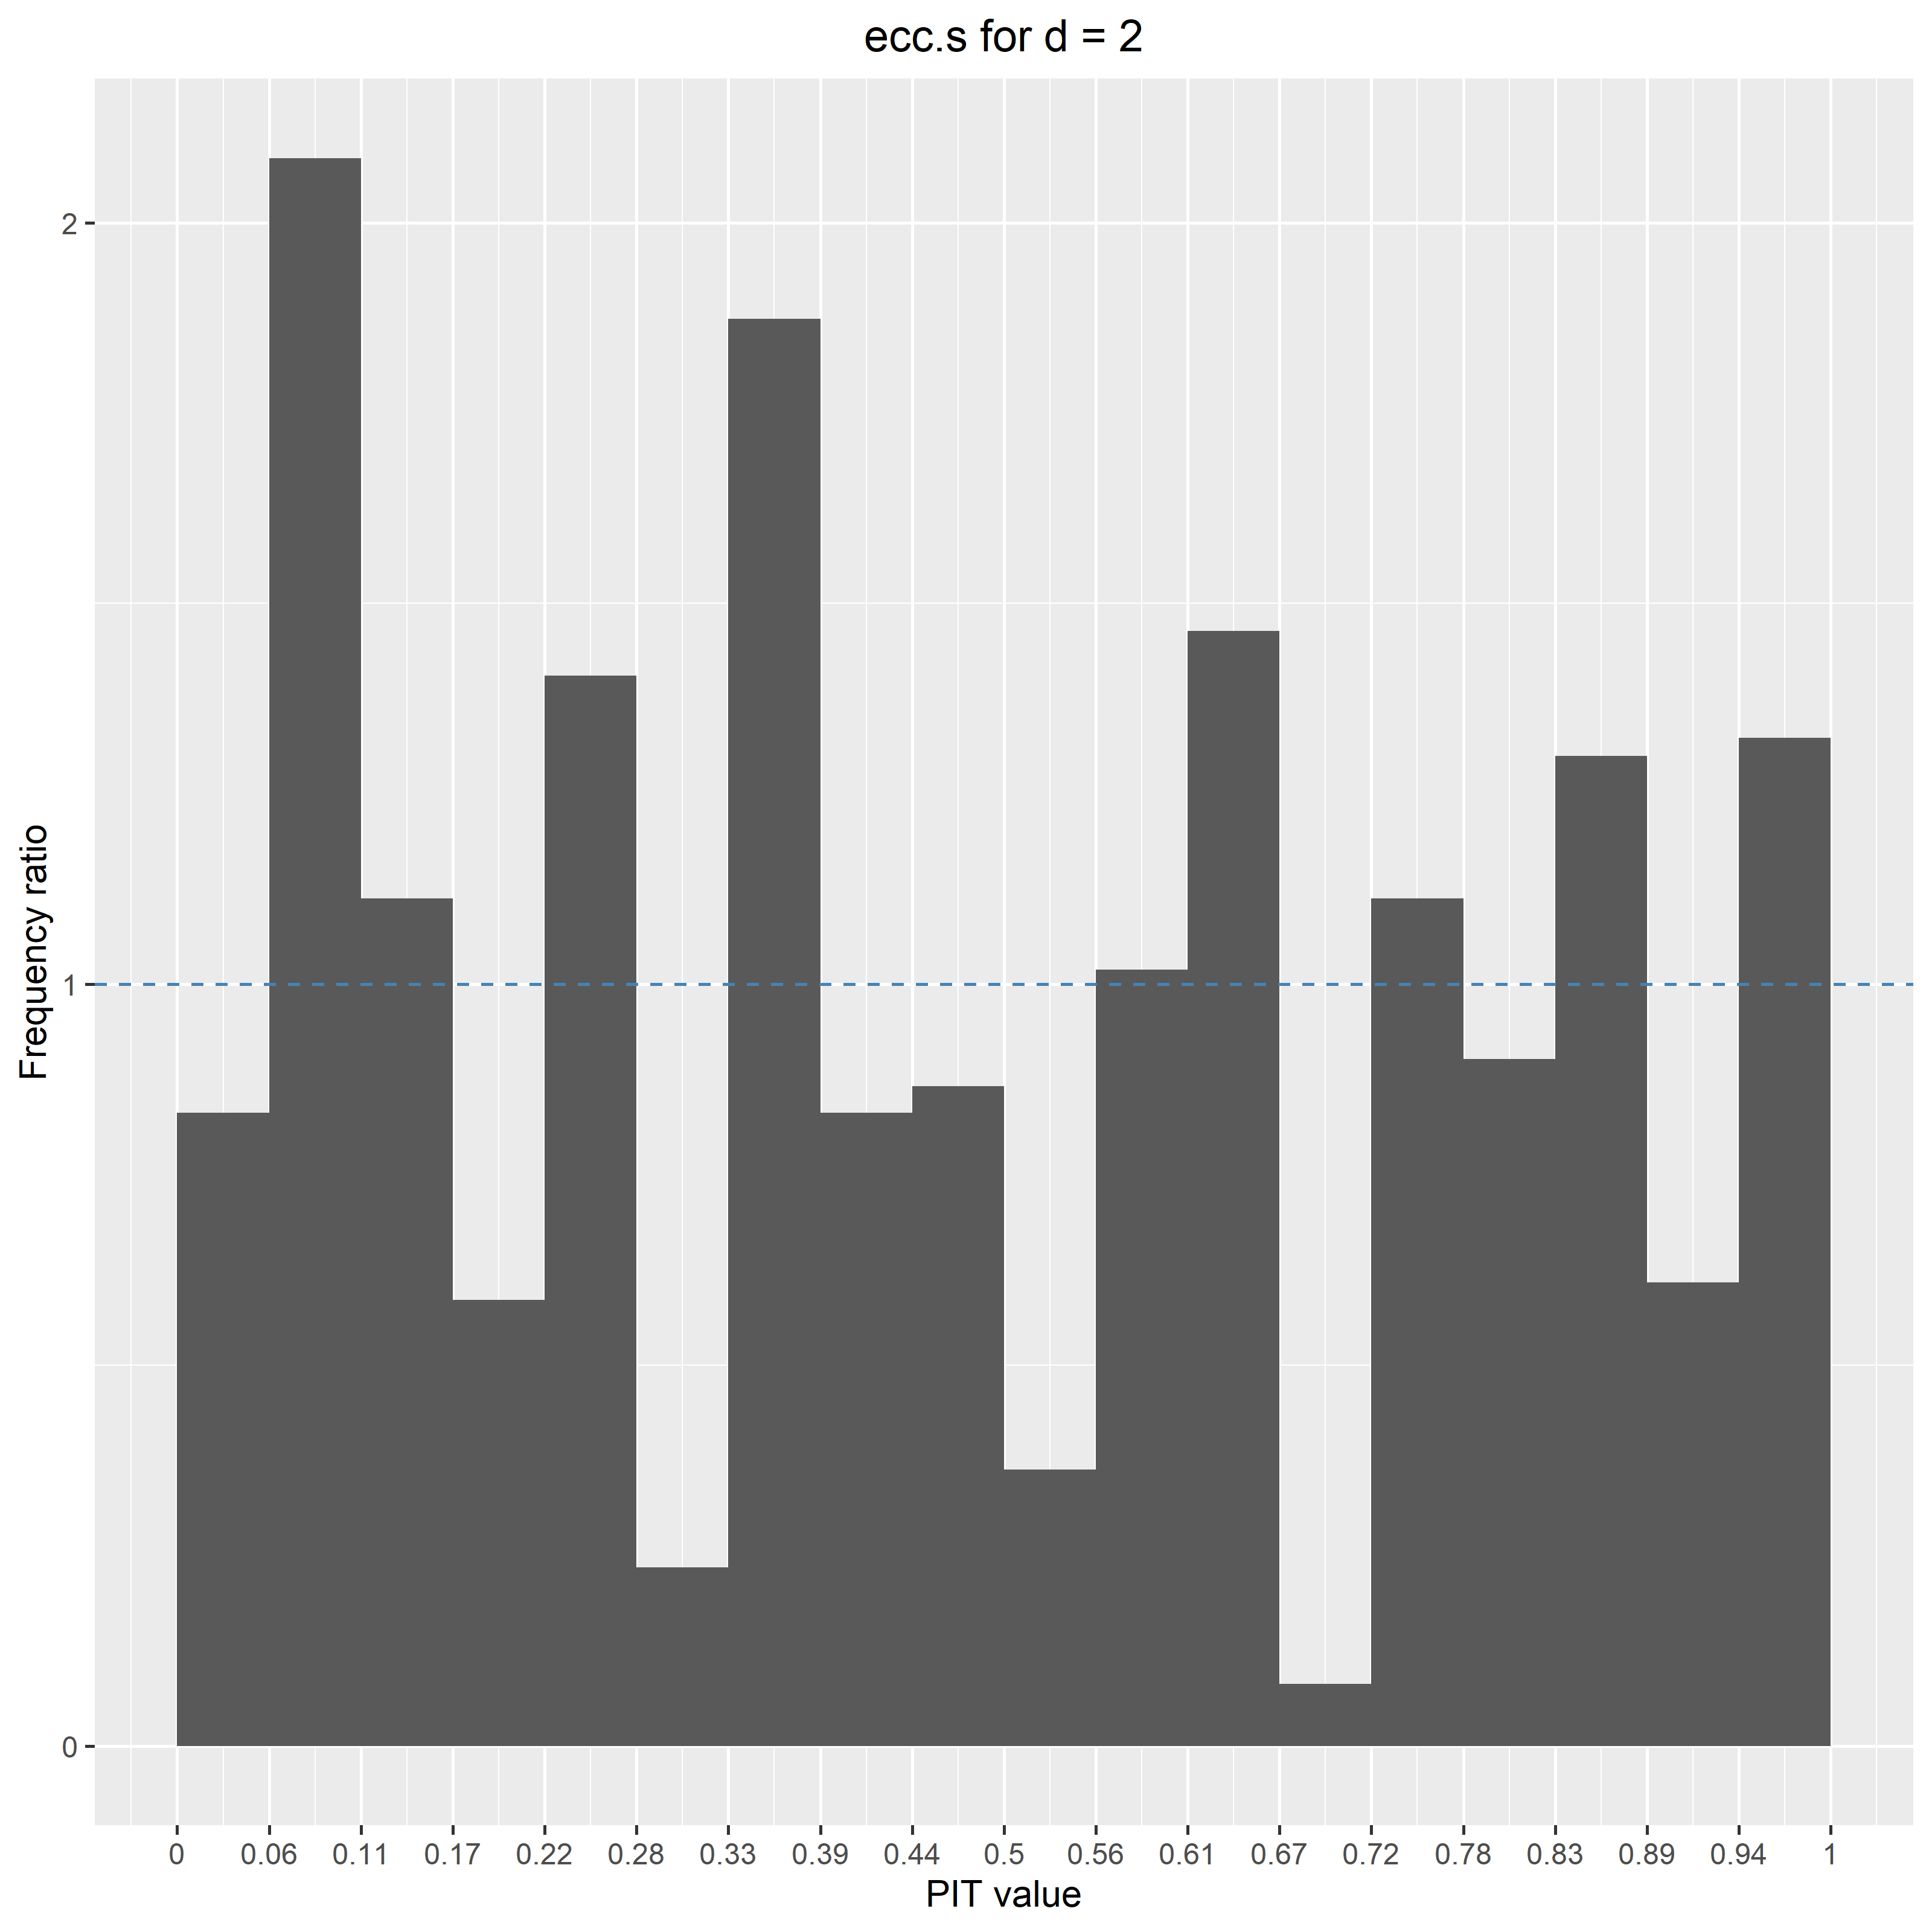 ecc.s for d = 2
Frequency ratio
2
1
0
0 0.06 0.11 0.17 0.22 0.28 0.33 0.39 0.44 0.5 0.56 0.61 0.67 0.72 0.78 0.83 0.89 0.94 1
PIT value